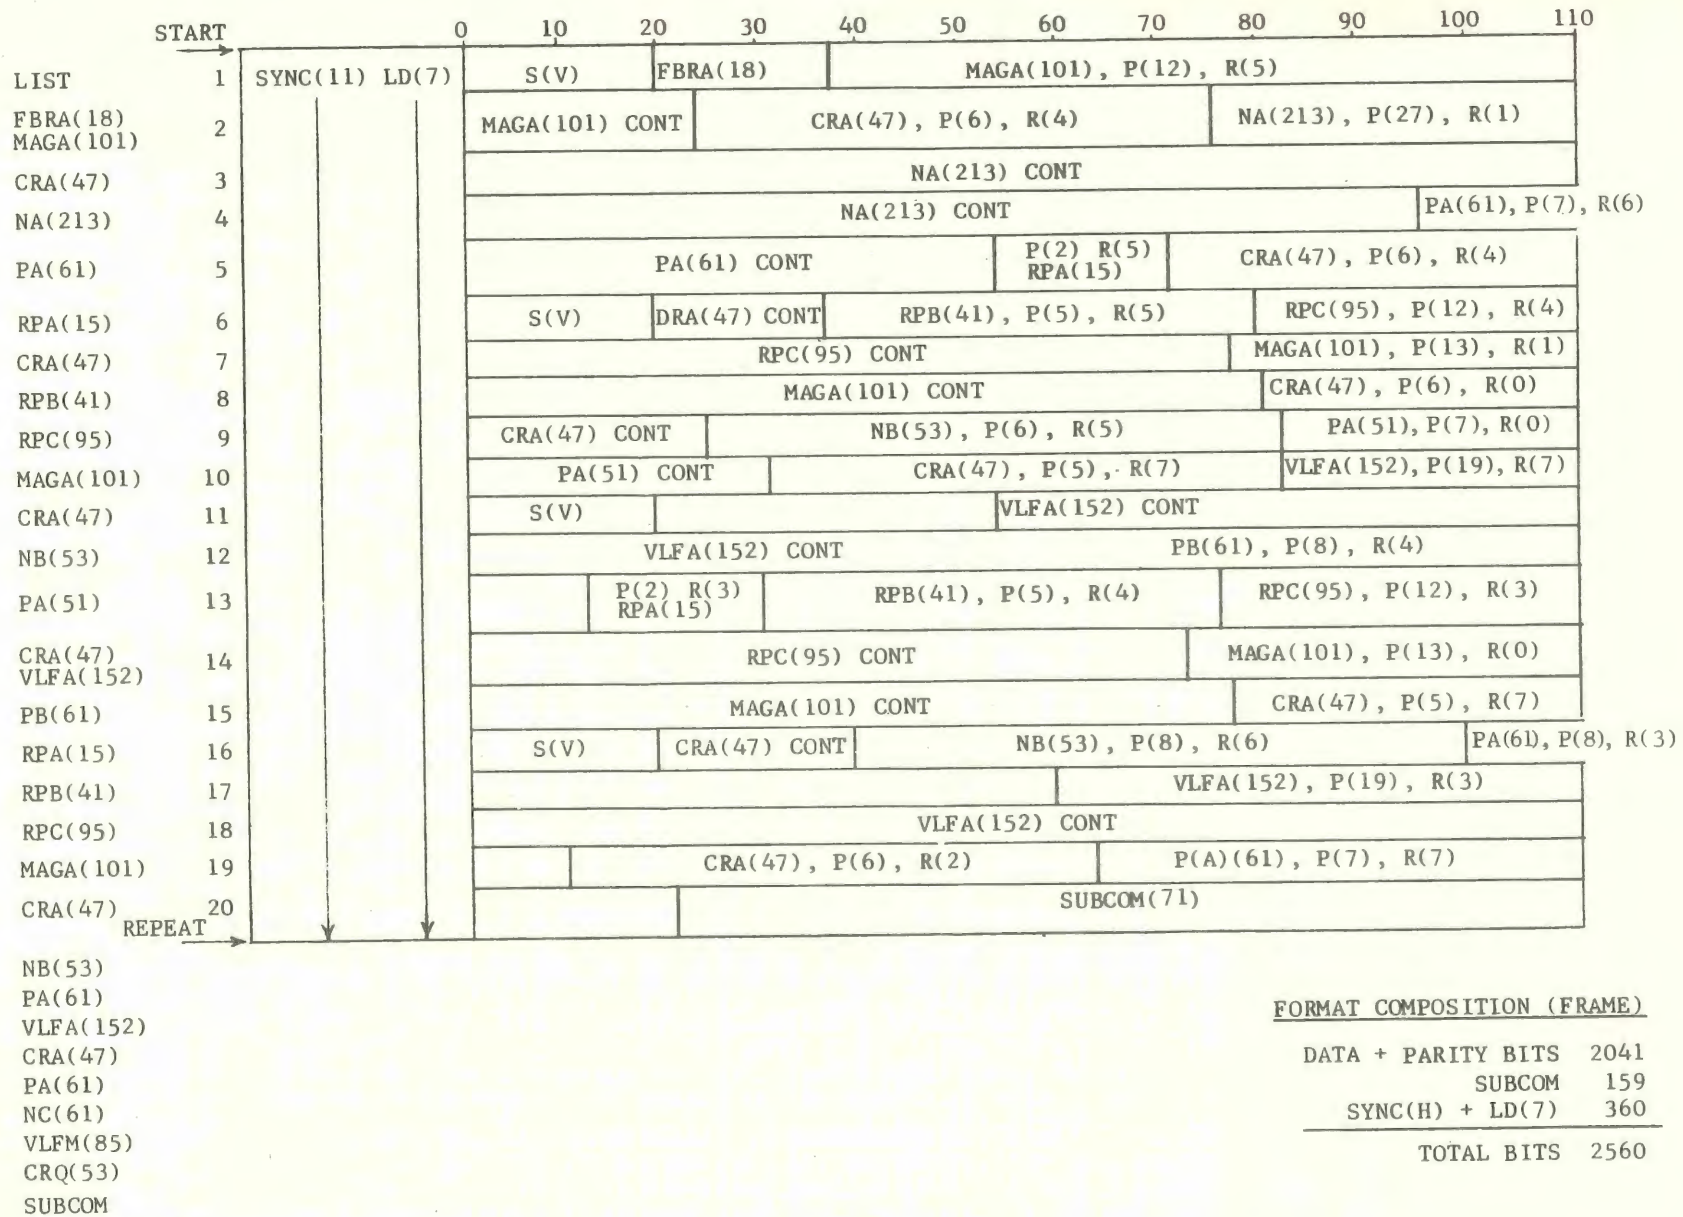 START 0 10 20 30 40 50 60 70 80 90 100 110
LIST 1 SYNC(11) LD(7) S(V) FBRA(18) MAGA(101), P(12), R(5)
FBRA(18)
MAGA(101) 2 MAGA(101) CONT CRA(47), P(6), R(4) NA(213), P(27), R(1)
CRA(47) 3 NA(213) CONT
NA(213) 4 NA(213) CONT PA(61), P(7), R(6)
PA(61) 5 PA(61) CONT P(2) R(5) CRA(47), P(6), R(4)
RPA(15)
RPA(15) 6 S(V) DRA(47) CONT RPB(41), P(5), R(5) RPC(95), P(12), R(4)
CRA(47) 7 RPC(95) CONT MAGA(101), P(13), R(1)
RPB(41) 8 MAGA(101) CONT CRA(47), P(6), R(0)
RPC(95) 9 CRA(47) CONT NB(53), P(6), R(5) PA(51), P(7), R(0)
MAGA(101) 10 PA(51) CONT CRA(47), P(5), R(7) VLFA(152), P(19), R(7)
CRA(47) 11 S(V) VLFA(152) CONT
NB(53) 12 VLFA(152) CONT PB(61), P(8), R(4)
PA(51) 13 P(2) R(3) RPB(41), P(5), R(4) RPC(95), P(12), R(3)
RPA(15)
CRA(47)
VLFA(152) 14 RPC(95) CONT MAGA(101), P(13), R(0)
PB(61) 15 MAGA(101) CONT CRA(47), P(5), R(7)
RPA(15) 16 S(V) CRA(47) CONT NB(53), P(8), R(6) PA(61), P(8), R(3)
RPB(41) 17 VLFA(152), P(19), R(3)
RPC(95) 18 VLFA(152) CONT
MAGA(101) 19 CRA(47), P(6), R(2) P(A)(61), P(7), R(7)
CRA(47) 20 SUBCOM(71)
REPEAT
NB(53)
PA(61)
VLFA(152)
CRA(47)
PA(61)
NC(61)
VLFM(85)
CRQ(53)
SUBCOM
FORMAT COMPOSITION (FRAME)
DATA + PARITY BITS 2041
SUBCOM 159
SYNC(H) + LD(7) 360
TOTAL BITS 2560